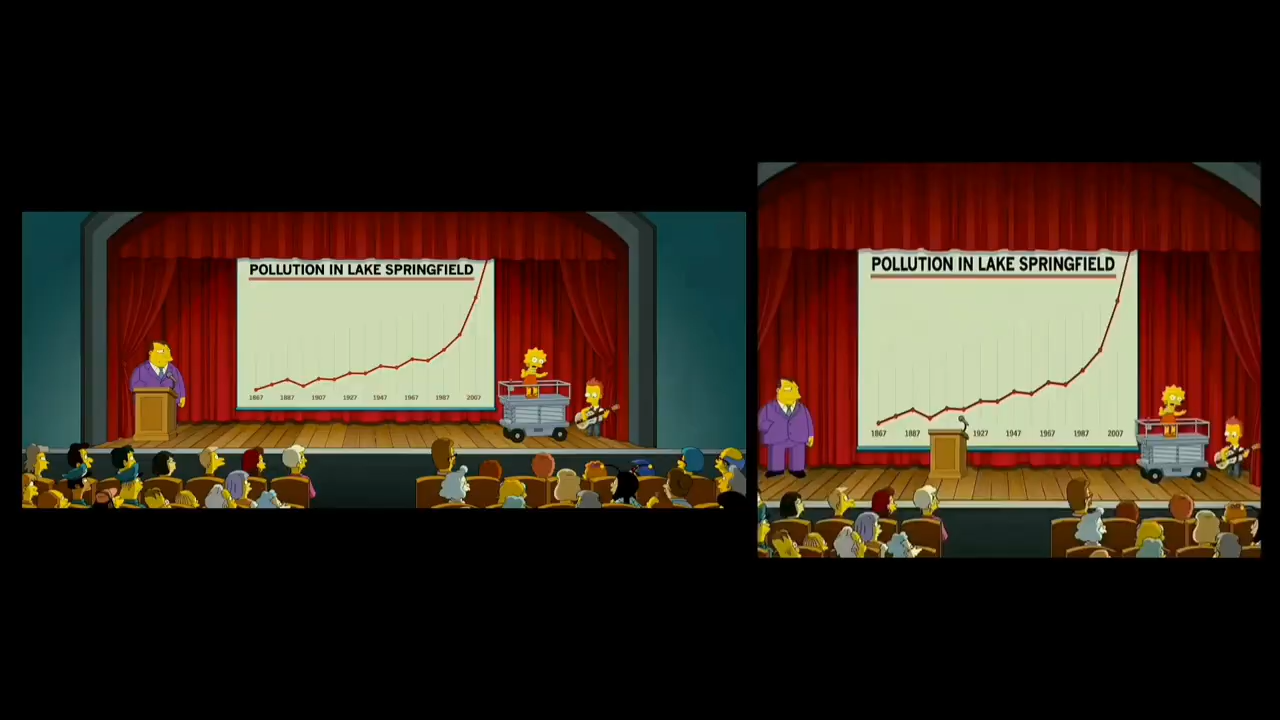 POLLUTION IN LAKE SPRINGFIELD
1867 1887 1907 1927 1947 1967 1987 2007
POLLUTION IN LAKE SPRINGFIELD
1867 1887 1927 1947 1967 1987 2007